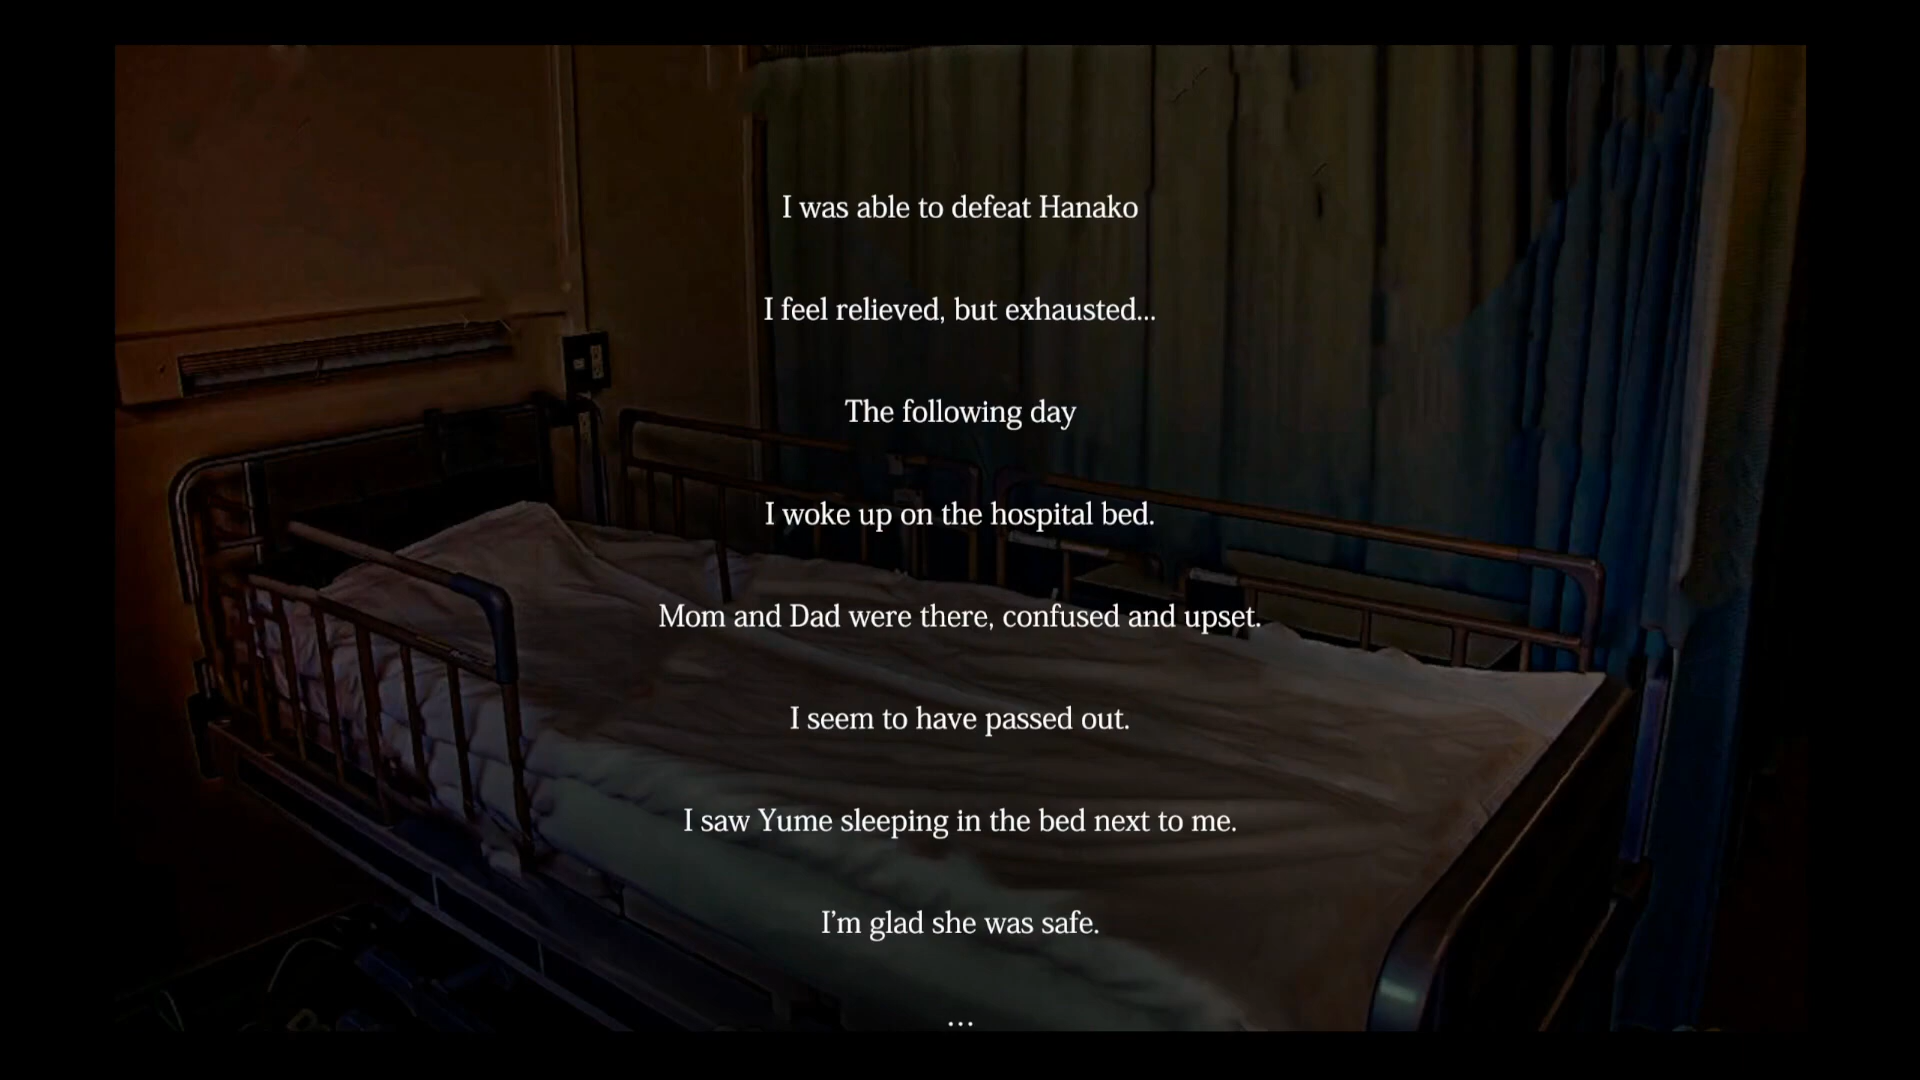 I was able to defeat Hanako
I feel relieved, but exhausted...
The following day
I woke up on the hospital bed.
Mom and Dad were there, confused and upset.
I seem to have passed out.
I saw Yume sleeping in the bed next to me.
I’m glad she was safe.
...